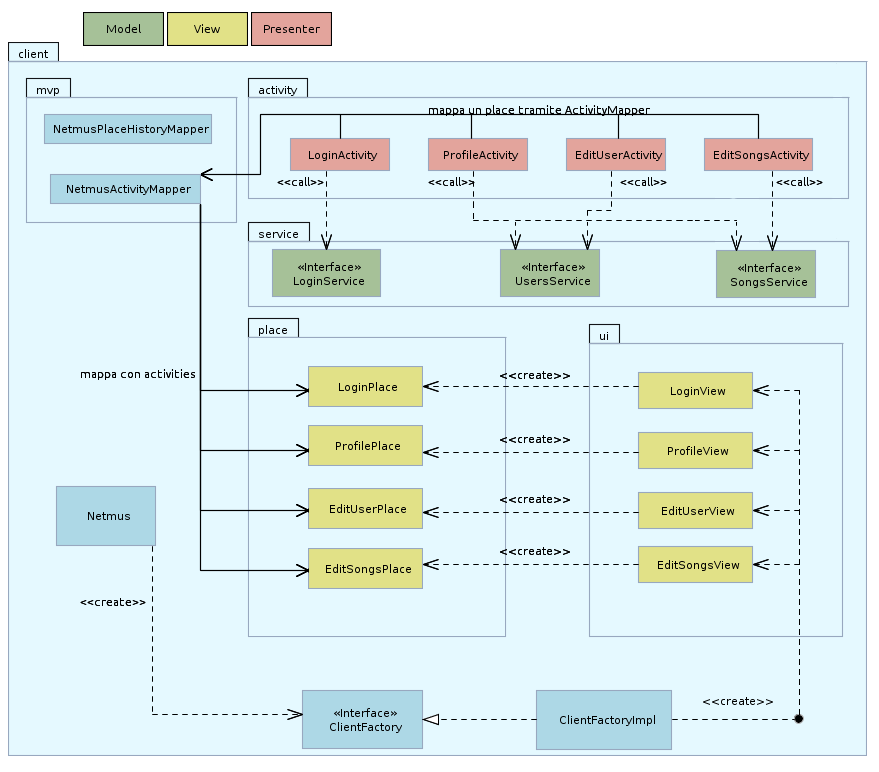 Model
View
Presenter
client
mvp
activity
mappa un place tramite ActivityMapper
NetmusPlaceHistoryMapper
LoginActivity
ProfileActivity
EditUserActivity
EditSongsActivity
NetmusActivityMapper
<<call>>
<<call>>
<<call>>
<<call>>
service
«Interface»
LoginService
«Interface»
UsersService
«Interface»
SongsService
place
ui
mappa con activities
LoginPlace
<<create>>
LoginView
ProfilePlace
<<create>>
ProfileView
EditUserPlace
<<create>>
EditUserView
EditSongsPlace
<<create>>
EditSongsView
Netmus
<<create>>
«Interface»
ClientFactory
ClientFactoryImpl
<<create>>